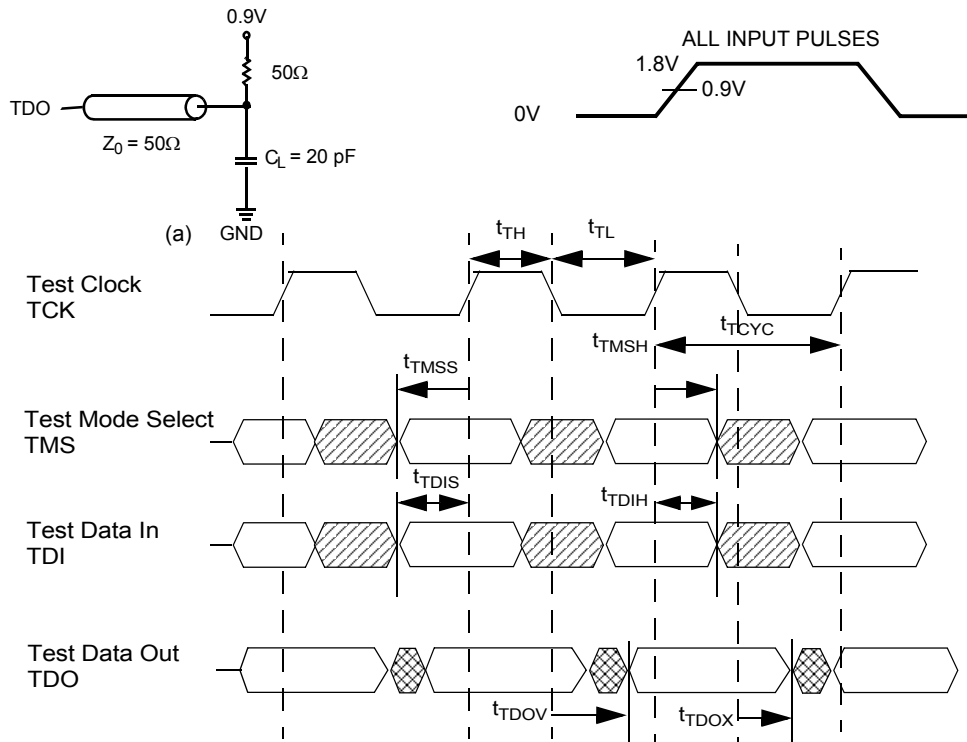 0.9V
50Ω
TDO
Z0 = 50Ω
CL = 20 pF
(a)
GND
ALL INPUT PULSES
1.8V
0.9V
0V
tTH
tTL
Test Clock
TCK
tTCYC
tTMSH
tTMSS
Test Mode Select
TMS
tTDIS
tTDIH
Test Data In
TDI
Test Data Out
TDO
tTDOV
tTDOX